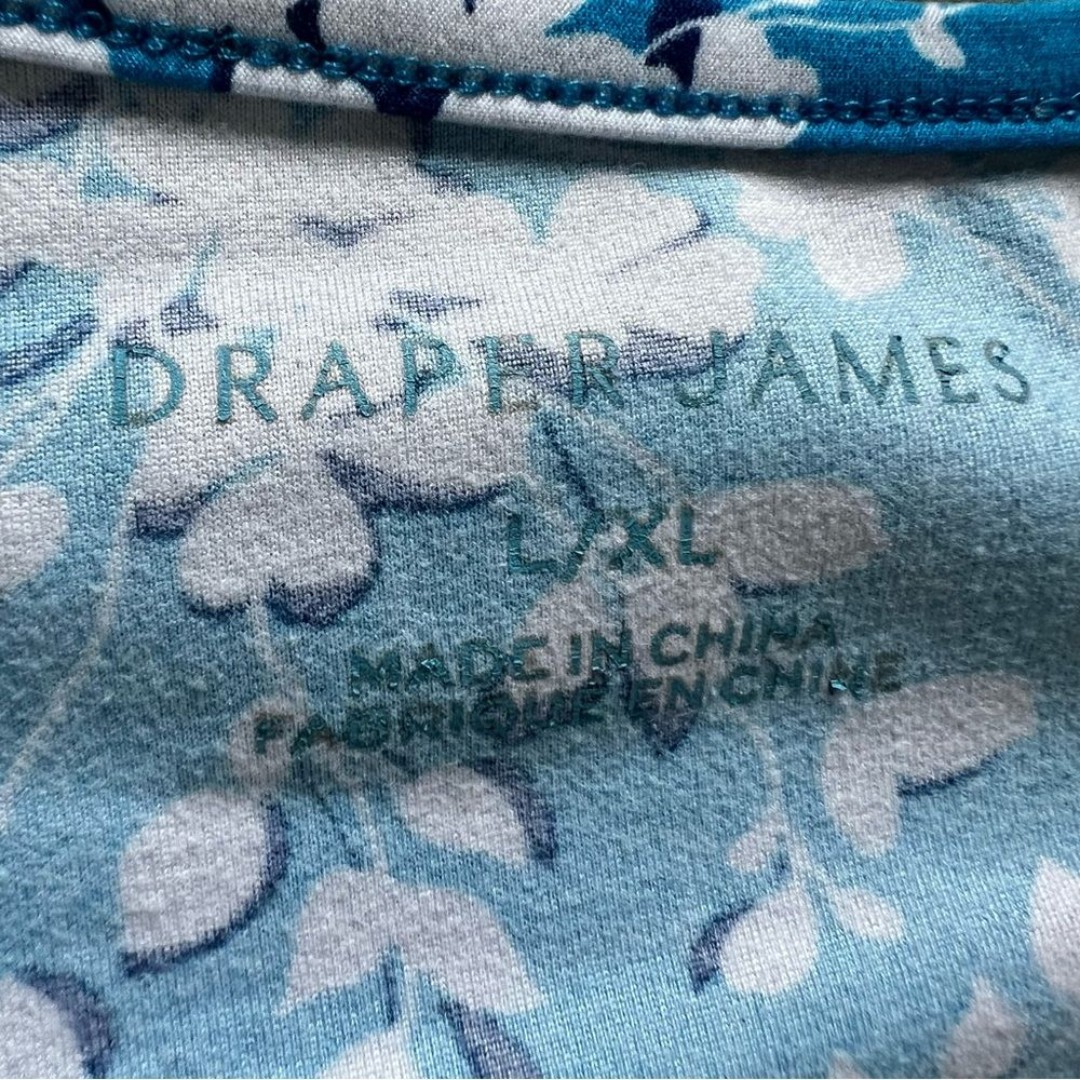 DRAPER JAMES
L/XL
MADE IN CHINA
FABRIQUE EN CHINE